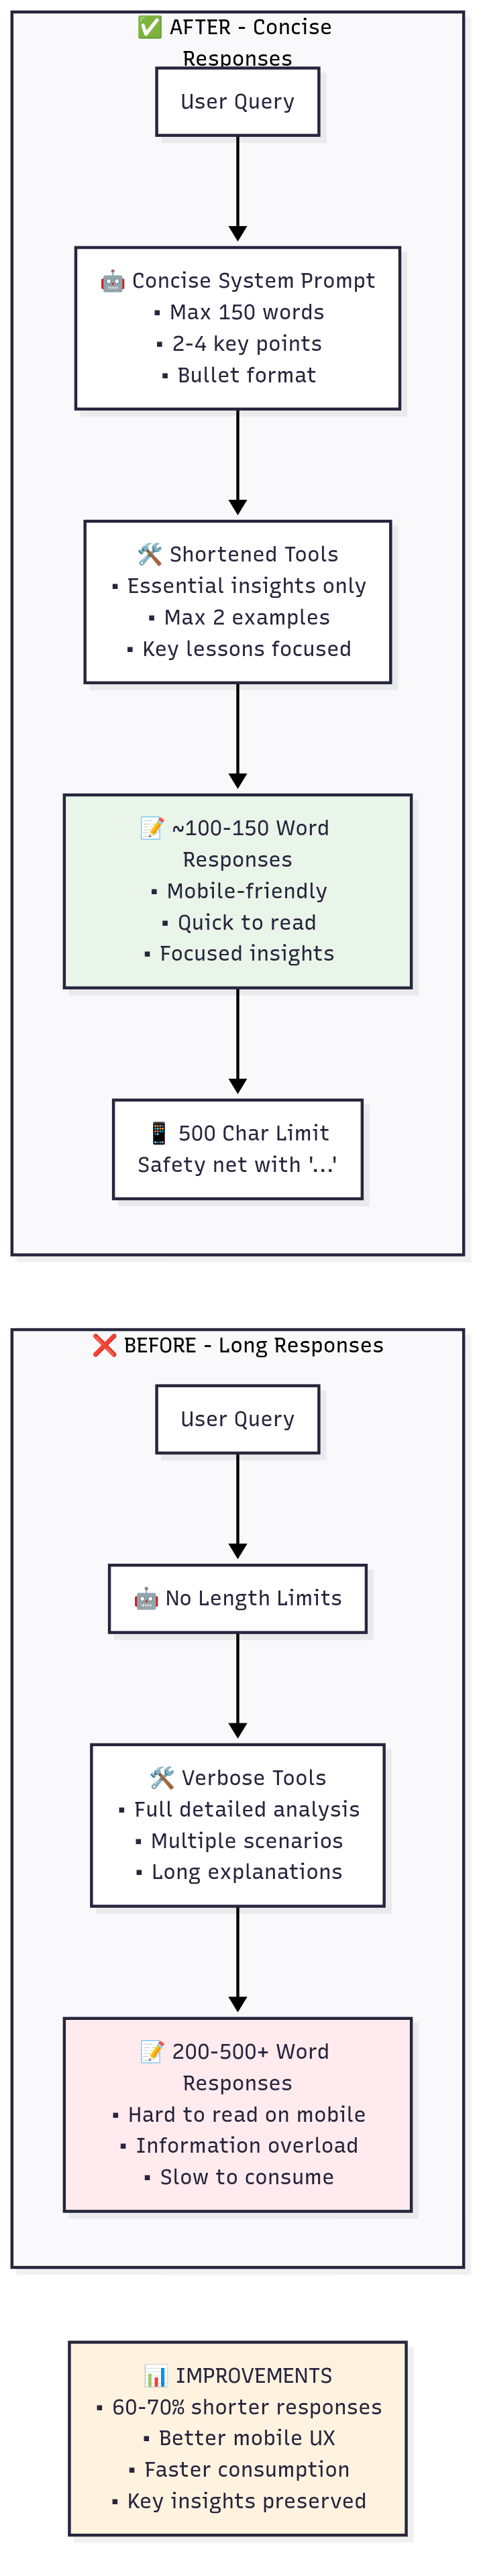 ✅ AFTER - Concise
Responses
User Query
🤖 Concise System Prompt
▪ Max 150 words
▪ 2-4 key points
▪ Bullet format
🛠️ Shortened Tools
▪ Essential insights only
▪ Max 2 examples
▪ Key lessons focused
📝 ~100-150 Word
Responses
▪ Mobile-friendly
▪ Quick to read
▪ Focused insights
📱 500 Char Limit
Safety net with '...'
❌ BEFORE - Long Responses
User Query
🤖 No Length Limits
🛠️ Verbose Tools
▪ Full detailed analysis
▪ Multiple scenarios
▪ Long explanations
📝 200-500+ Word
Responses
▪ Hard to read on mobile
▪ Information overload
▪ Slow to consume
📊 IMPROVEMENTS
▪ 60-70% shorter responses
▪ Better mobile UX
▪ Faster consumption
▪ Key insights preserved